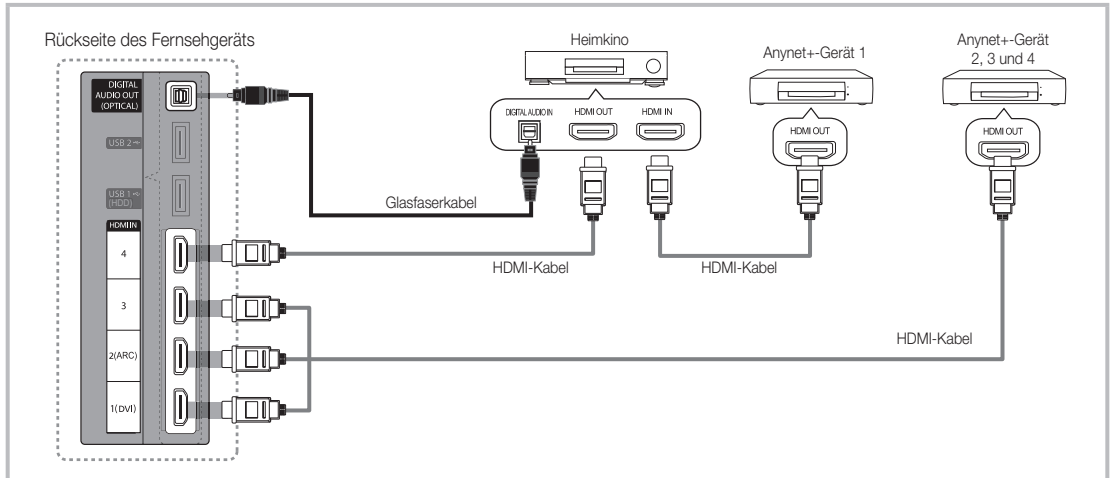 Rückseite des Fernsehgeräts
DIGITAL
AUDIO OUT
(OPTICAL)
USB 2
USB 1
(HDD)
HDMI IN
4
3
2(ARC)
1(DVI)
Heimkino
DIGITAL AUDIO IN
HDMI OUT
HDMI IN
Anynet+-Gerät 1
HDMI OUT
Anynet+-Gerät
2, 3 und 4
HDMI OUT
Glasfaserkabel
HDMI-Kabel
HDMI-Kabel
HDMI-Kabel